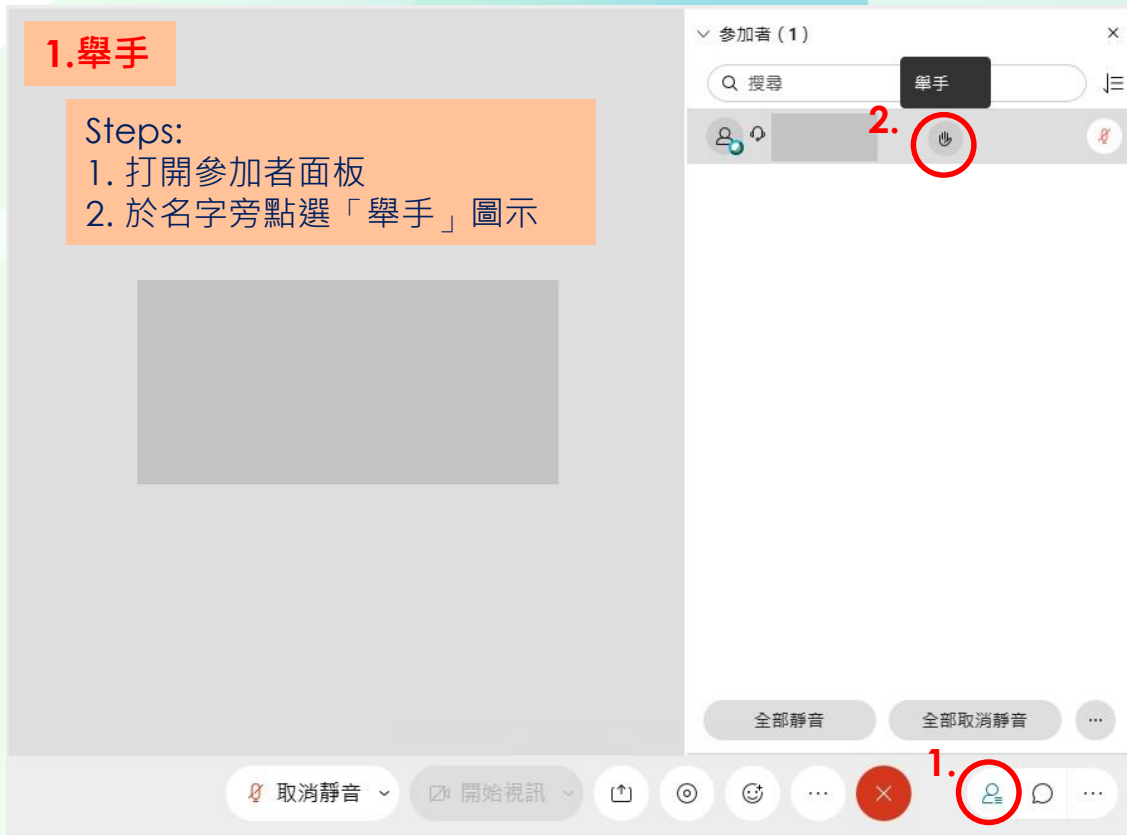 1.舉手
Steps:
1. 打開參加者面板
2. 於名字旁點選「舉手」圖示
參加者 (1)
搜尋
舉手
2.
全部靜音
全部取消靜音
1.
取消靜音
開始視訊